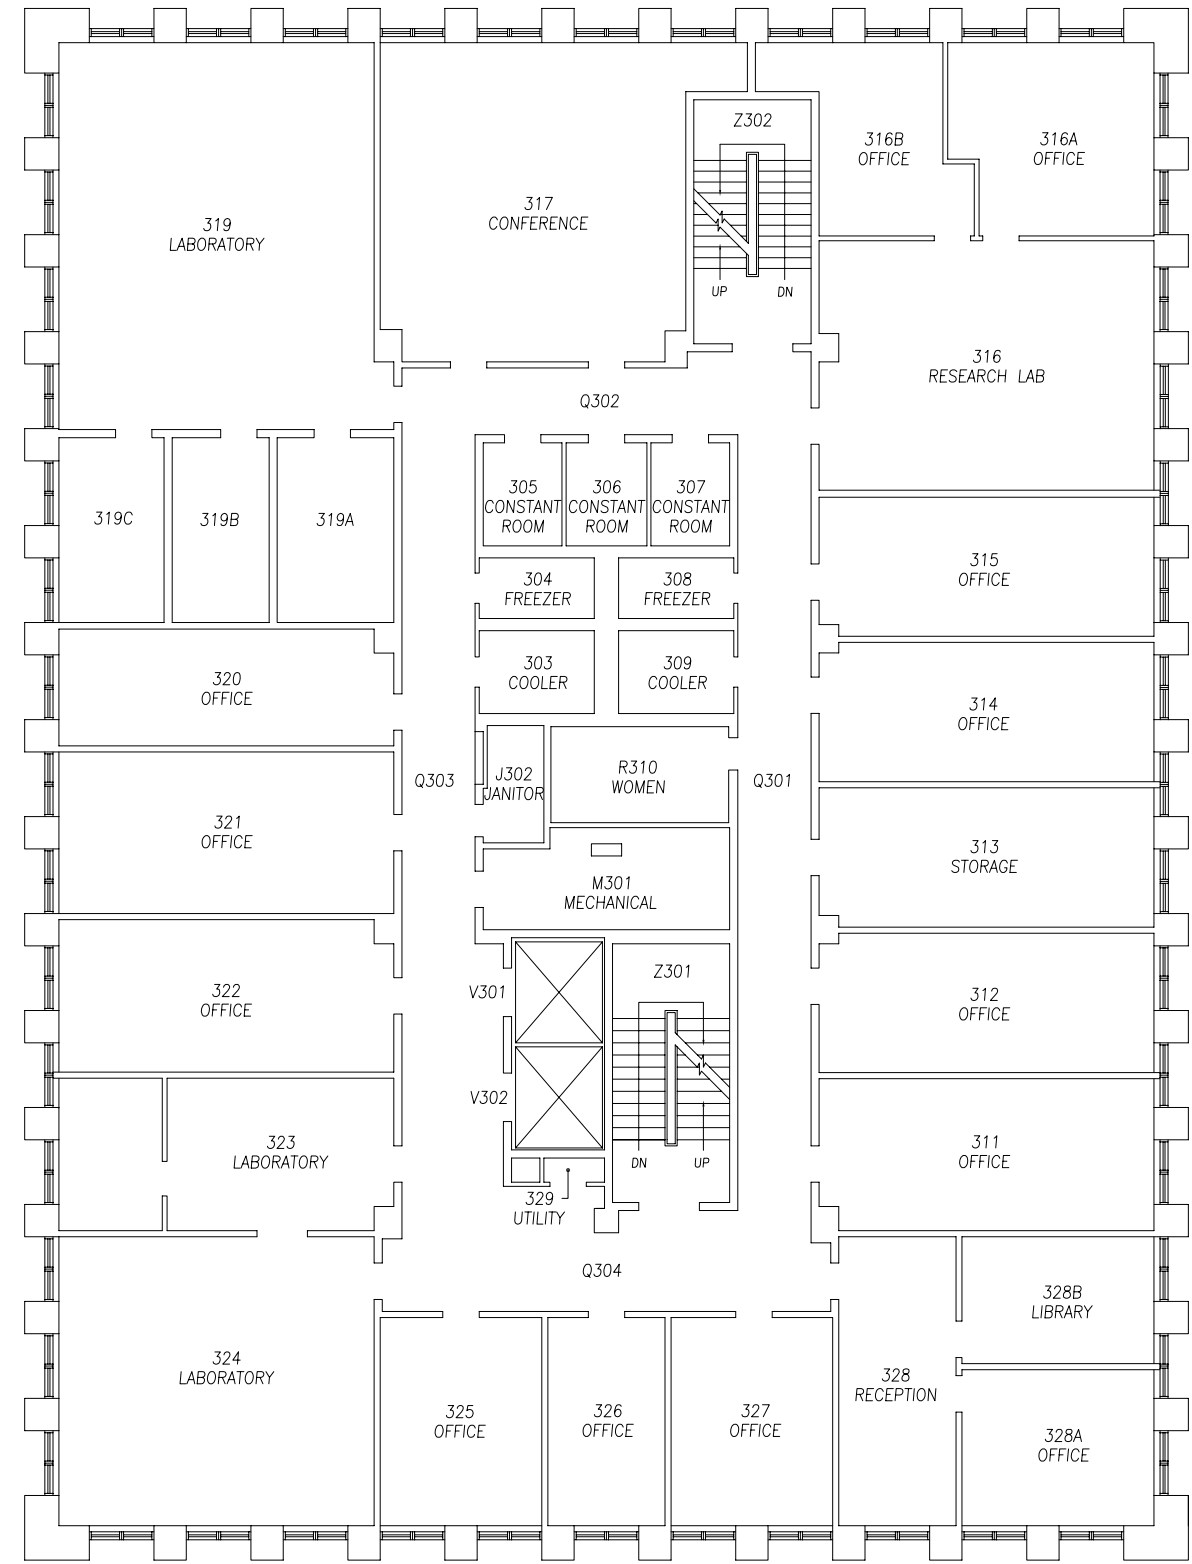 Z302
316B
OFFICE
316A
OFFICE
319
LABORATORY
317
CONFERENCE
UP
DN
316
RESEARCH LAB
Q302
305
CONSTANT
ROOM
306
CONSTANT
ROOM
307
CONSTANT
ROOM
319C
319B
319A
304
FREEZER
308
FREEZER
315
OFFICE
320
OFFICE
303
COOLER
309
COOLER
314
OFFICE
Q303
J302
JANITOR
R310
WOMEN
Q301
321
OFFICE
313
STORAGE
M301
MECHANICAL
322
OFFICE
V301
Z301
312
OFFICE
V302
323
LABORATORY
DN
UP
311
OFFICE
329
UTILITY
Q304
328B
LIBRARY
324
LABORATORY
328
RECEPTION
325
OFFICE
326
OFFICE
327
OFFICE
328A
OFFICE